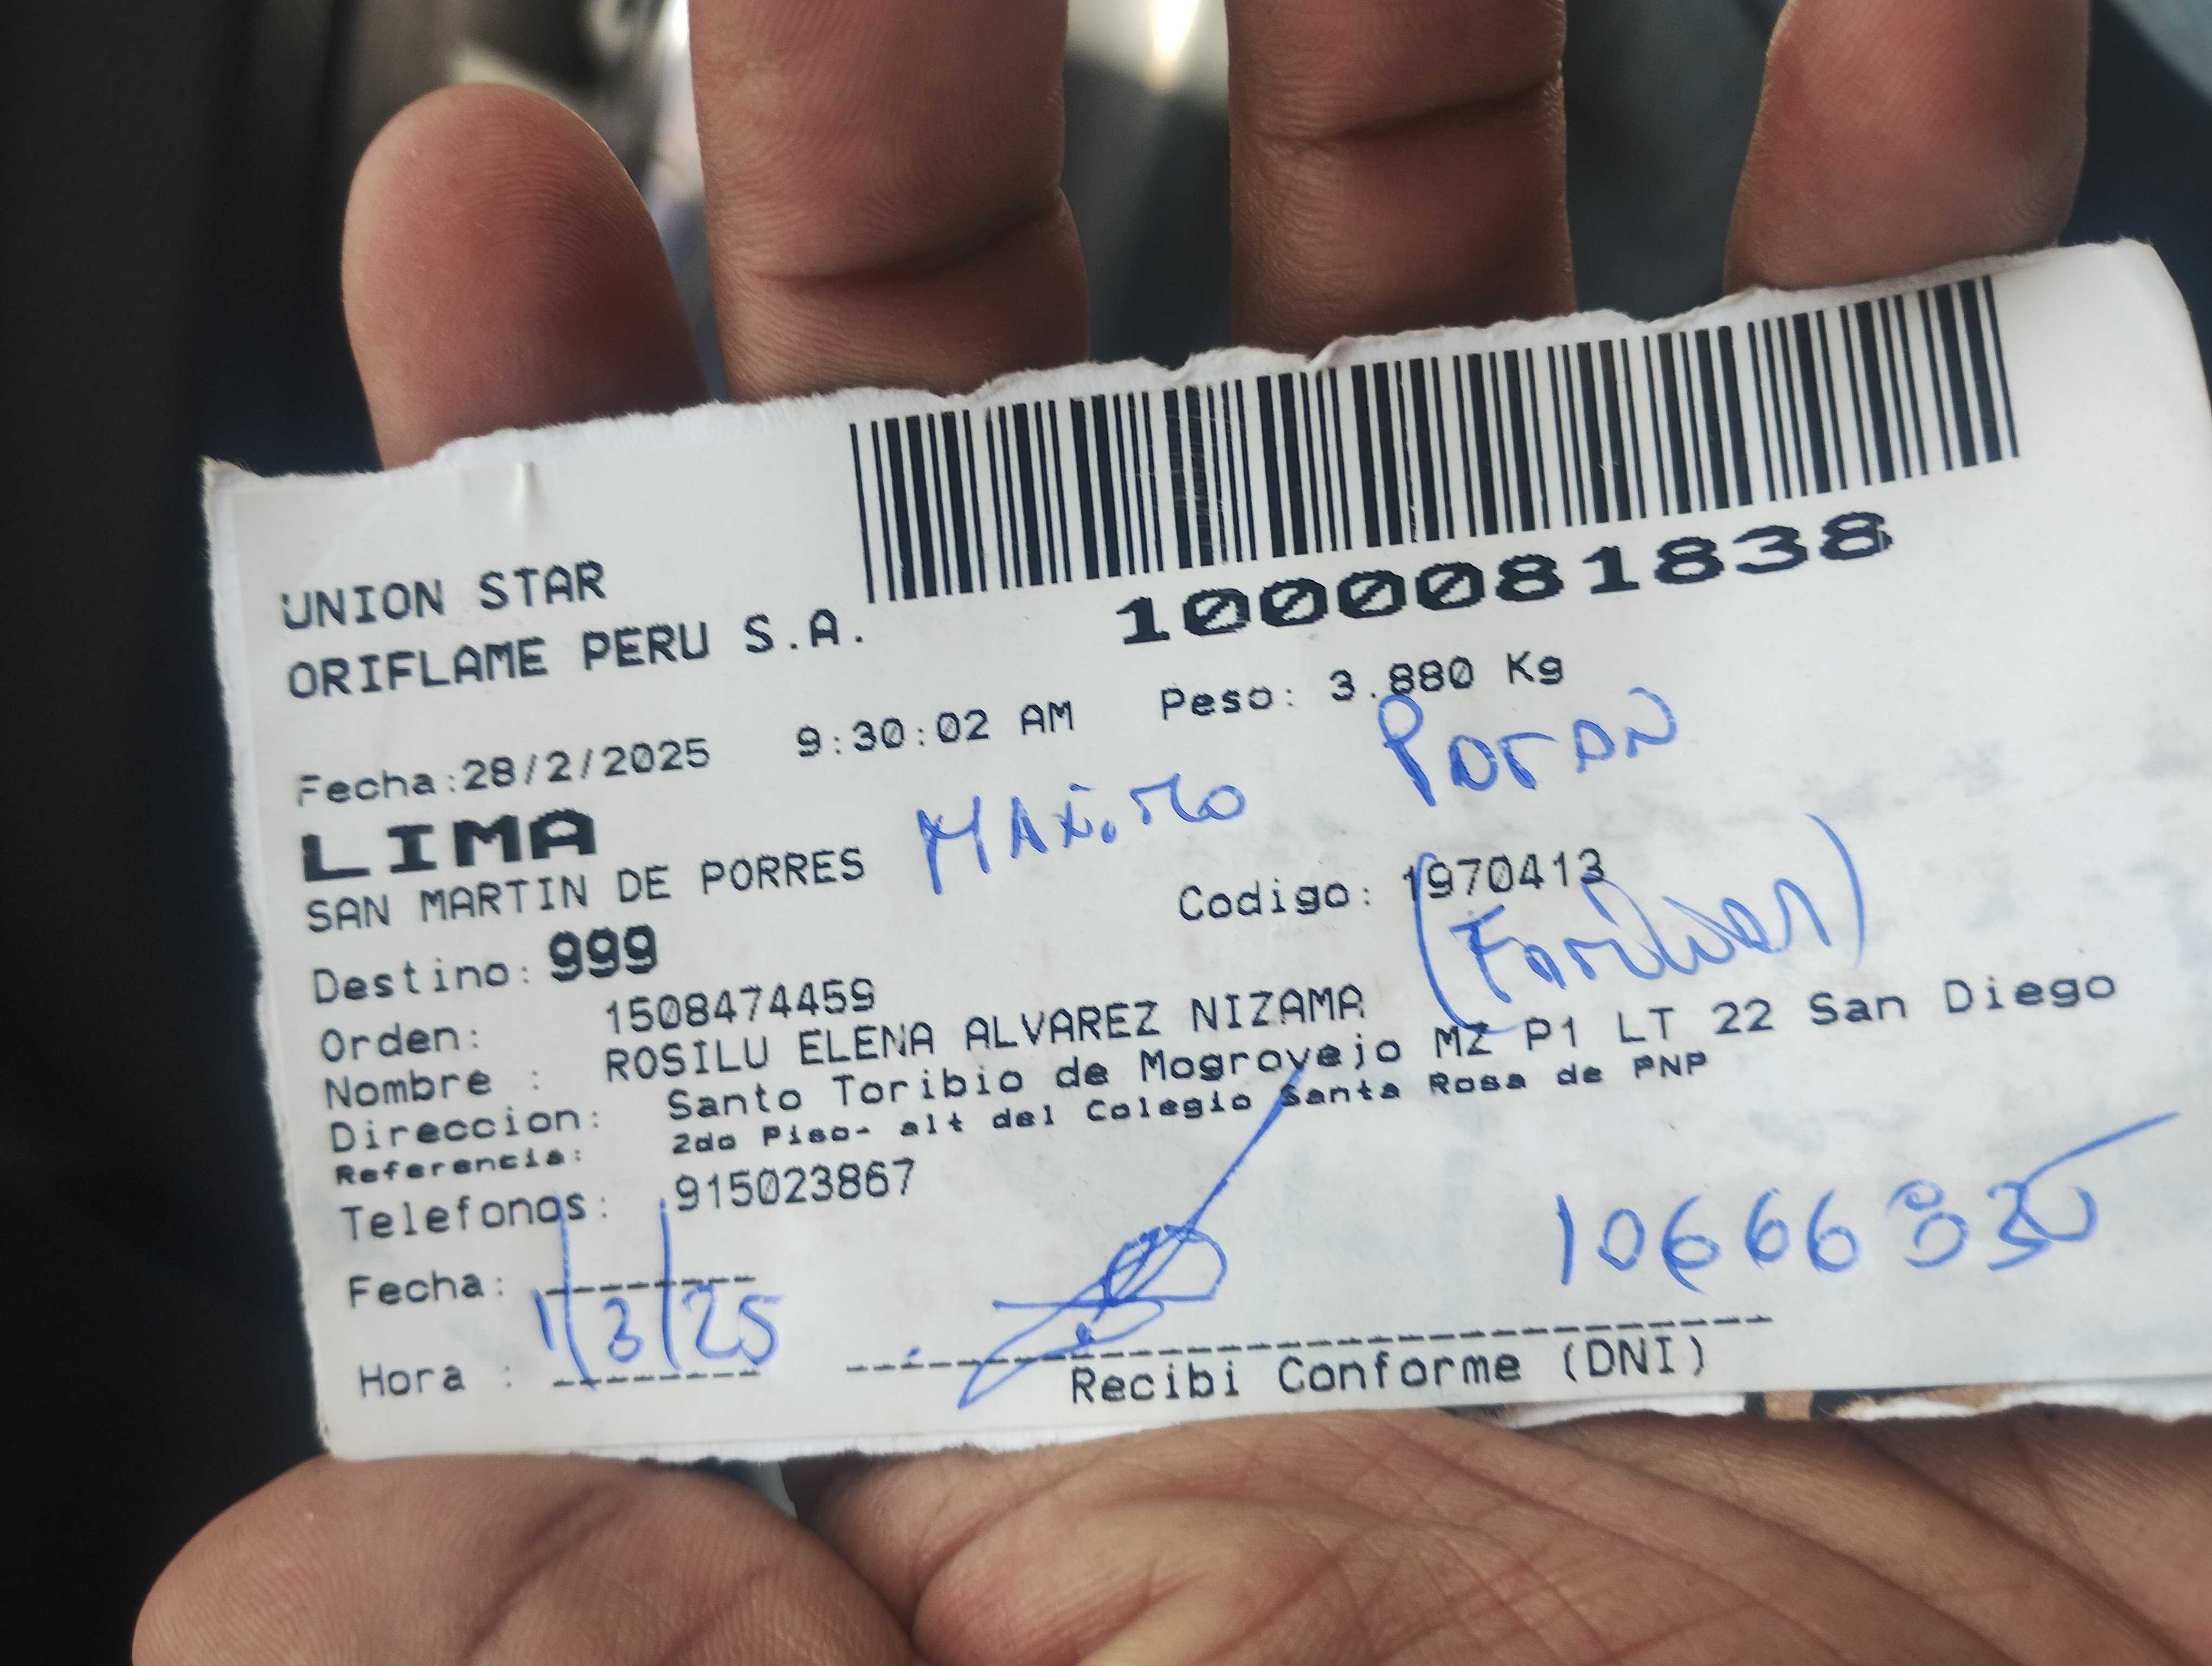 1000081838
UNION STAR
ORIFLAME PERU S.A.
Fecha:28/2/2025 9:30:02 AM Peso: 3.880 Kg
LIMA
MAXIMO
SAN MARTIN DE PORRES
Codigo: 1970413
(Familiar)
Destino: 999
Orden: 1508474459
Nombre : ROSILU ELENA ALVAREZ NIZAMA
Direccion: Santo Toribio de Mogrovejo MZ P1 LT 22 San Diego
Referencia: 2do Piso- alt del Colegio Santa Rosa de PNP
Telefonos: 915023867
Fecha: 1/3/25
Hora :
Recibi Conforme (DNI)